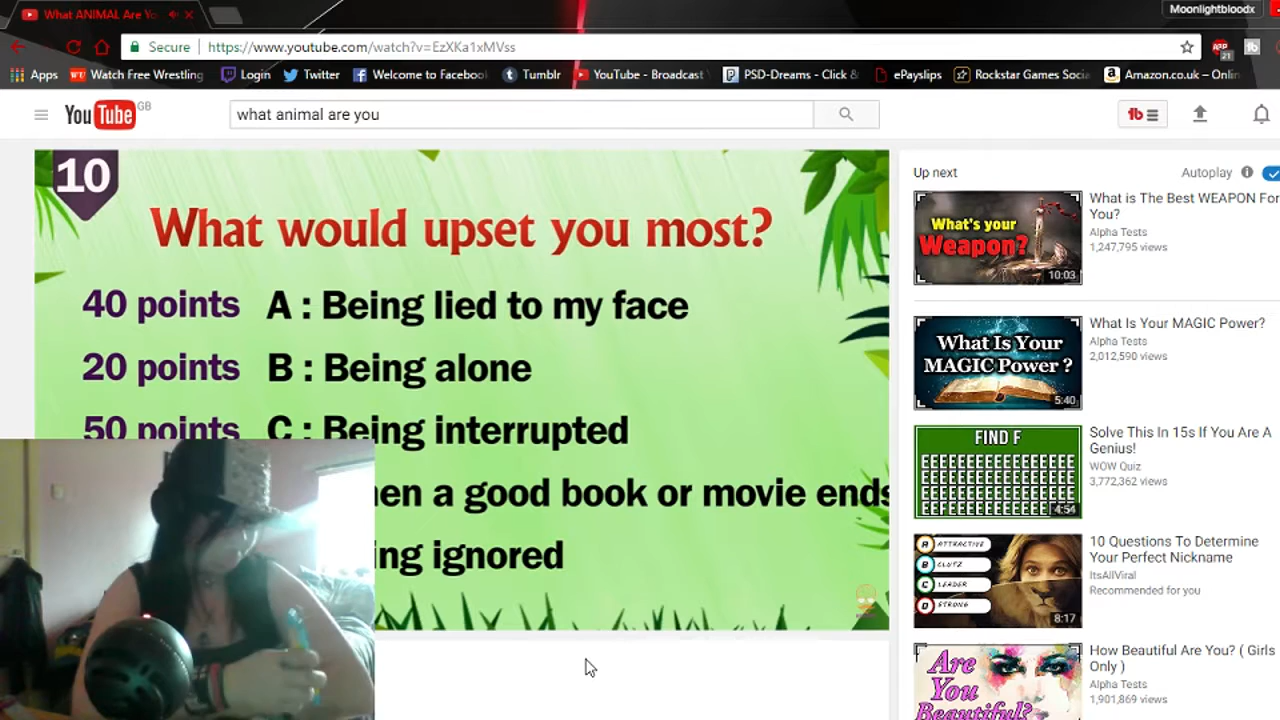 What ANIMAL Are Yo
Moonlightbloodx
Secure https://www.youtube.com/watch?v=EzXKa1xMVss
ABP 21
Apps Watch Free Wrestling Login Twitter Welcome to Faceboo Tumblr YouTube - Broadcast PSD-Dreams - Click & ePayslips Rockstar Games Socia Amazon.co.uk – Onlin
YouTube GB
what animal are you
10
What would upset you most?
40 points A : Being lied to my face
20 points B : Being alone
50 points C : Being interrupted
hen a good book or movie ends
ing ignored
Up next Autoplay
What's your
Weapon?
10:03
What is The Best WEAPON For
You?
Alpha Tests
1,247,795 views
What Is Your
MAGIC Power ?
5:40
What Is Your MAGIC Power?
Alpha Tests
2,012,590 views
FIND F
4:54
Solve This In 15s If You Are A
Genius!
WOW Quiz
3,772,362 views
A ATTRACTIVE
B CLUTZ
C LEADER
D STRONG
8:17
10 Questions To Determine
Your Perfect Nickname
ItsAllViral
Recommended for you
Are
You
Beautiful?
How Beautiful Are You? ( Girls
Only )
Alpha Tests
1,901,869 views